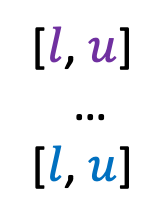 [l, u]
...
[l, u]